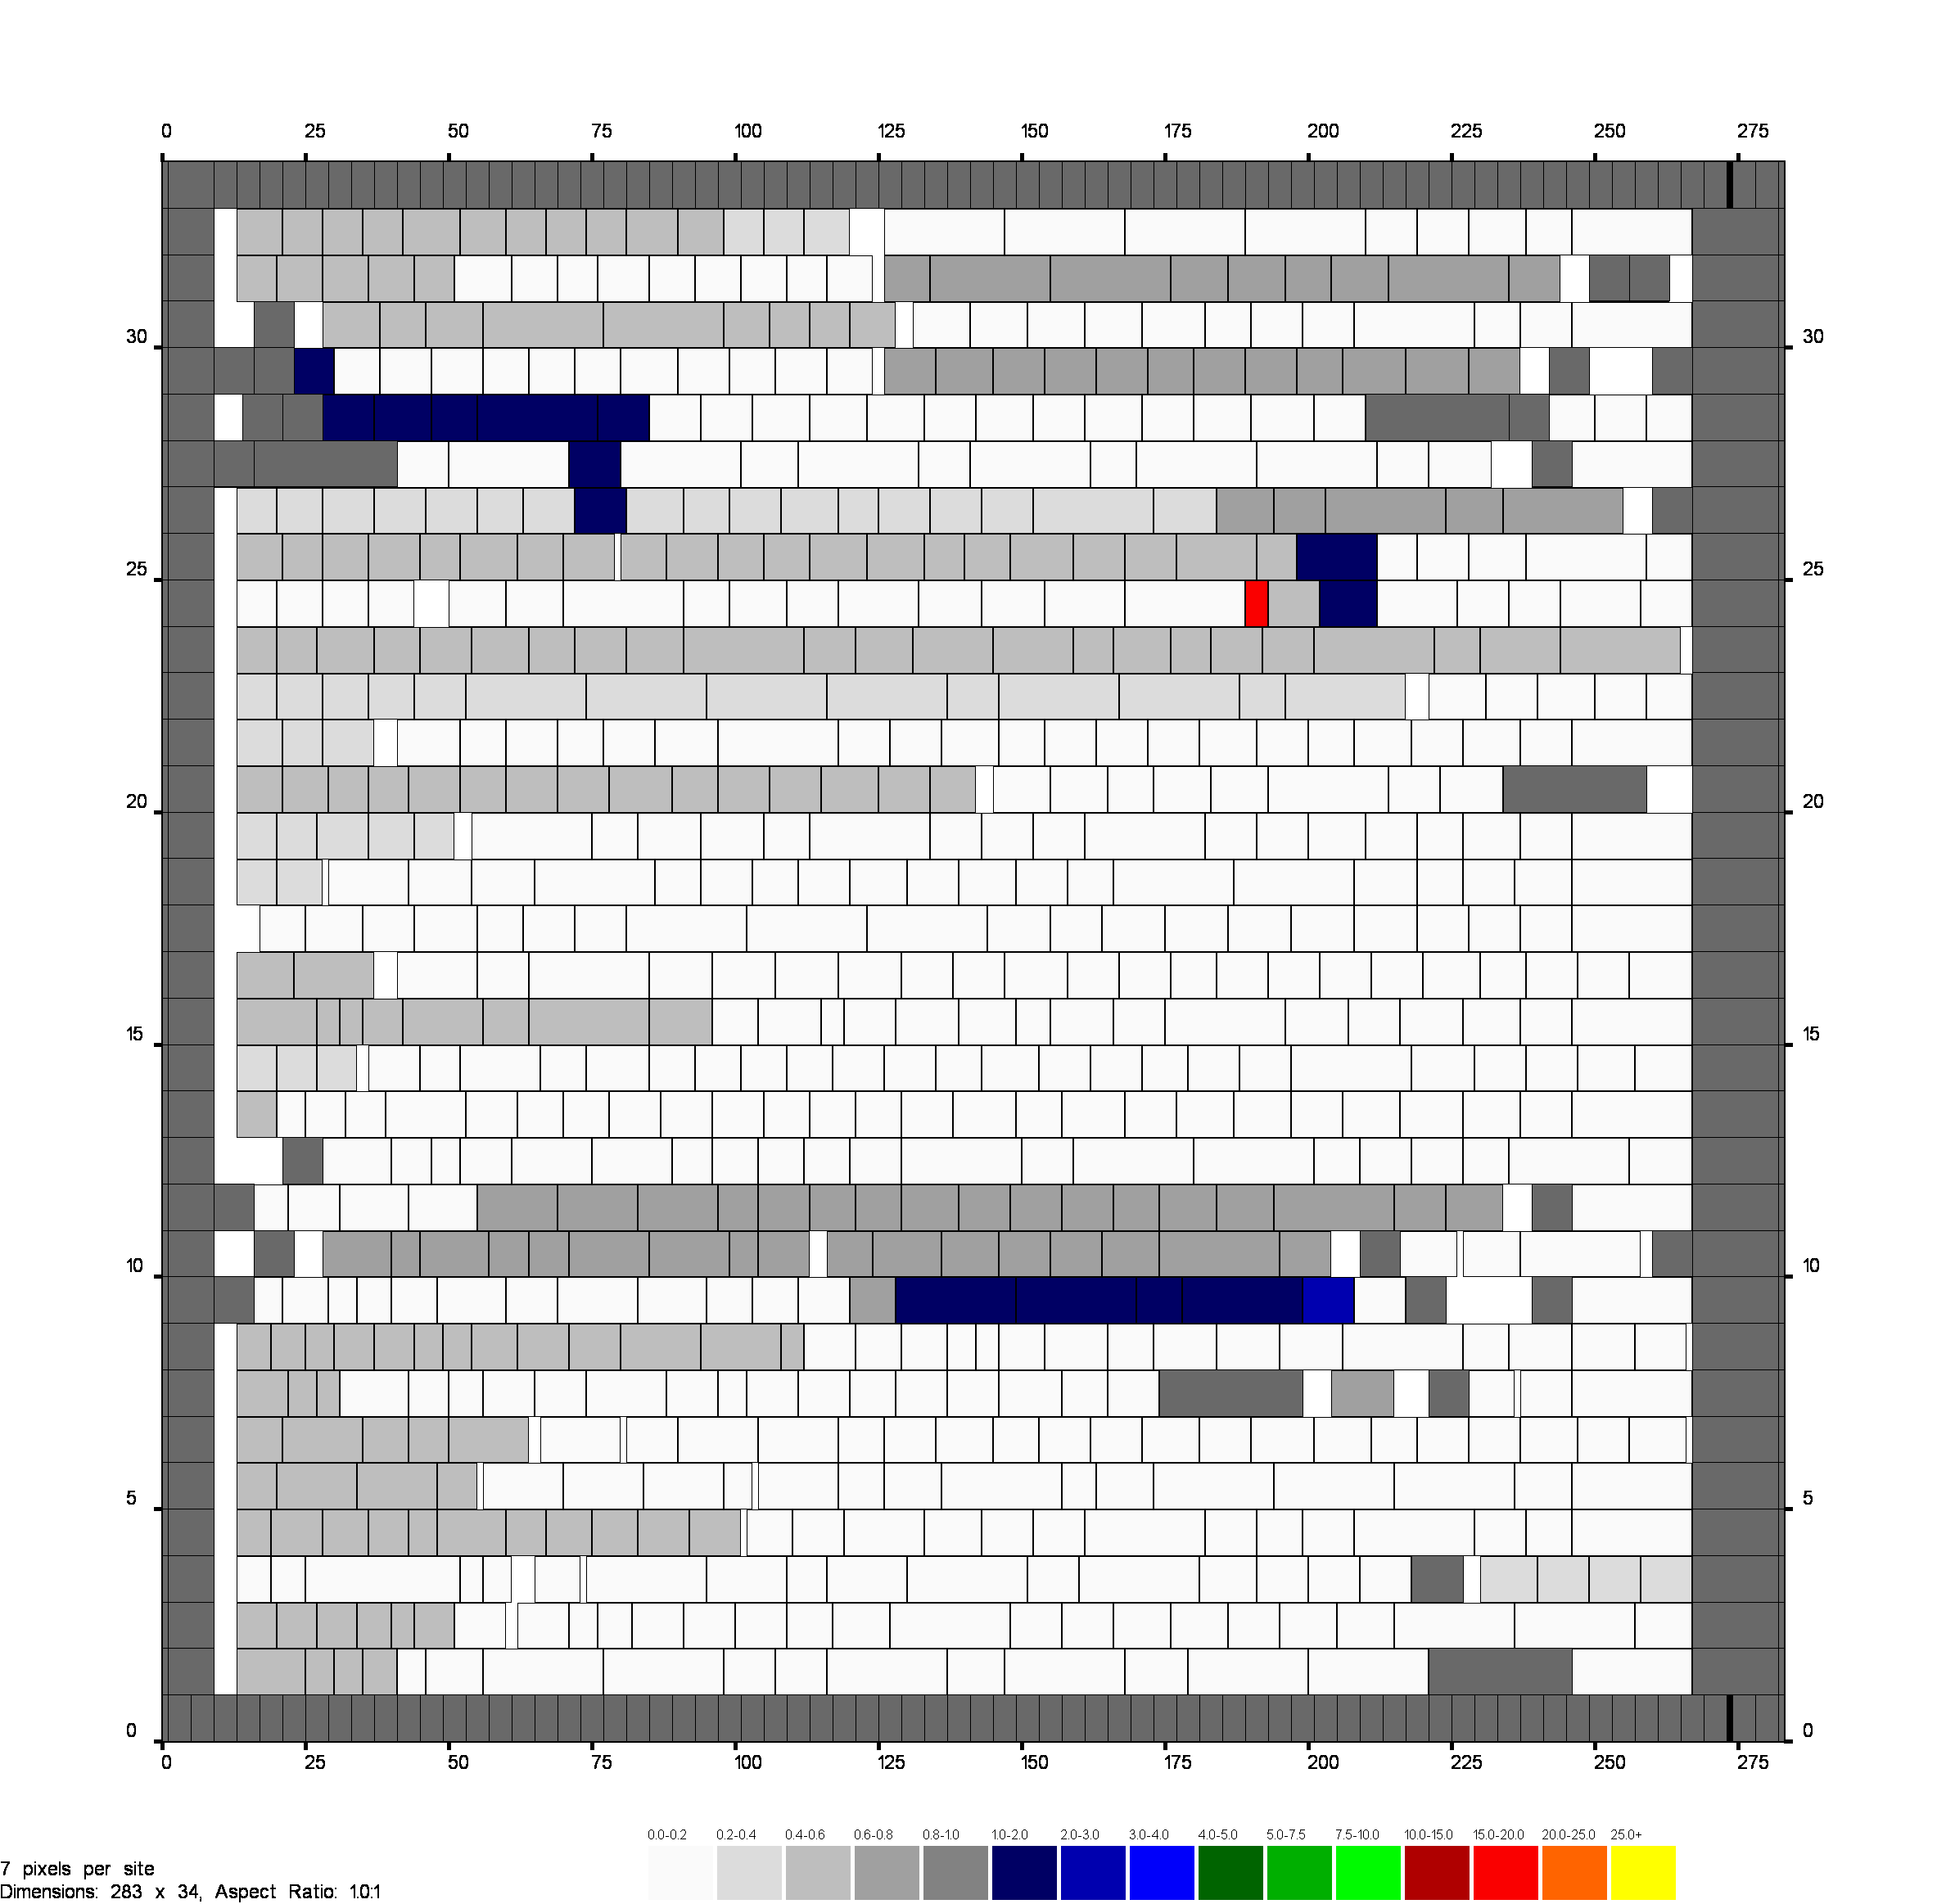 0 25 50 75 100 125 150 175 200 225 250 275
30 30
25 25
20 20
15 15
10 10
5 5
0 0
0 25 50 75 100 125 150 175 200 225 250 275
0.0-0.2 0.2-0.4 0.4-0.6 0.6-0.8 0.8-1.0 1.0-2.0 2.0-3.0 3.0-4.0 4.0-5.0 5.0-7.5 7.5-10.0 10.0-15.0 15.0-20.0 20.0-25.0 25.0+
7 pixels per site
Dimensions: 283 x 34, Aspect Ratio: 1.0:1